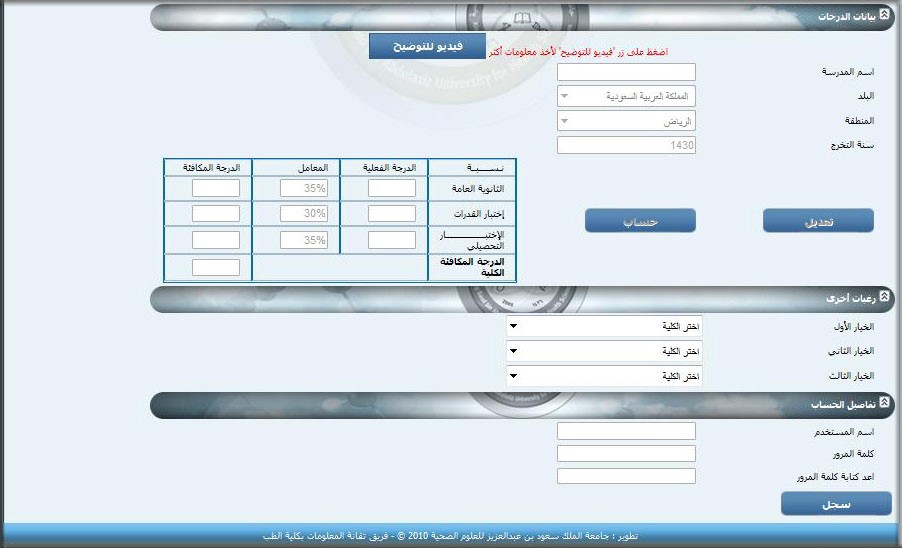 بيانات الدرجات
فيديو للتوضيح
اضغط على زر 'فيديو للتوضيح' لأخذ معلومات أكثر
اسم المدرسة
البلد
المملكة العربية السعودية
المنطقة
الرياض
سنة التخرج
1430
نـســـبـــة
الدرجة الفعلية
المعامل
الدرجة المكافئة
الثانوية العامة
35%
إختبار القدرات
30%
الإختبـــــــــــار
التحصيلي
35%
الدرجة المكافئة
الكلية
تعديل
حساب
رغبات أخرى
الخيار الأول
اختر الكلية
الخيار الثاني
اختر الكلية
الخيار الثالث
اختر الكلية
تفاصيل الحساب
اسم المستخدم
كلمة المرور
اعد كتابة كلمة المرور
سجل
تطوير : جامعة الملك سعود بن عبدالعزيز للعلوم الصحية 2010 © - فريق تقانة المعلومات بكلية الطب